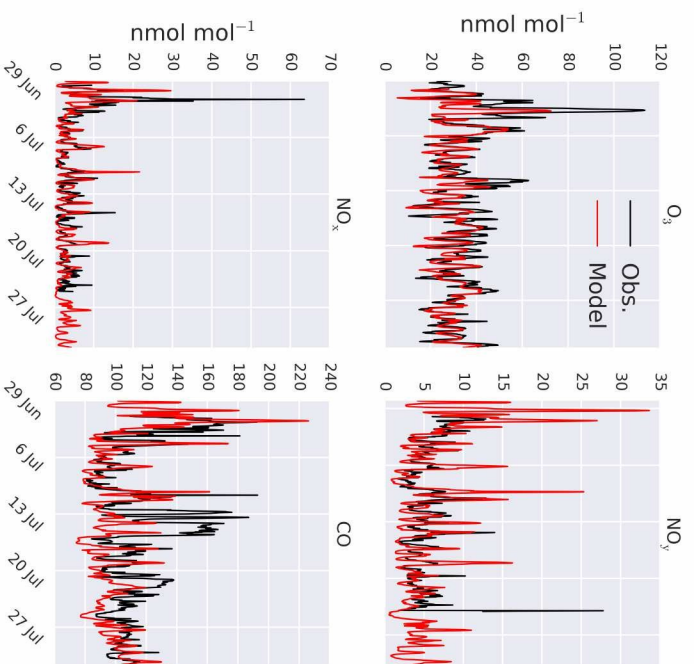 O₃
nmol mol⁻¹
120
100
80
60
40
20
0
Obs.
Model
NOᵧ
35
30
25
20
15
10
5
0
NOₓ
nmol mol⁻¹
70
60
50
40
30
20
10
0
29 Jun
6 Jul
13 Jul
20 Jul
27 Jul
CO
240
220
200
180
160
140
120
100
80
60
29 Jun
6 Jul
13 Jul
20 Jul
27 Jul